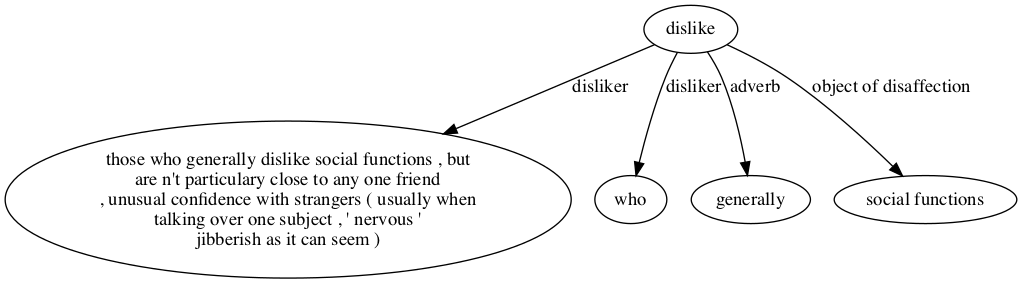 dislike
disliker
disliker
adverb
object of disaffection
those who generally dislike social functions , but
are n't particulary close to any one friend
, unusual confidence with strangers ( usually when
talking over one subject , ' nervous '
jibberish as it can seem )
who
generally
social functions